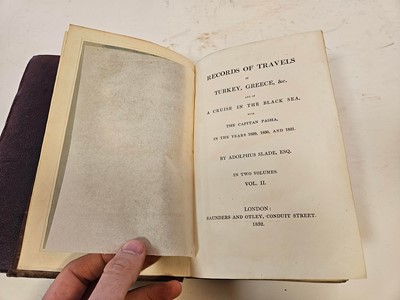 RECORDS OF TRAVELS
IN
TURKEY, GREECE, &c.
AND OF
A CRUISE IN THE BLACK SEA,
WITH
THE CAPITAN PASHA,
IN THE YEARS 1829, 1830, AND 1831.
BY ADOLPHUS SLADE, ESQ.
IN TWO VOLUMES.
VOL. II.
LONDON:
SAUNDERS AND OTLEY, CONDUIT STREET.
1832.